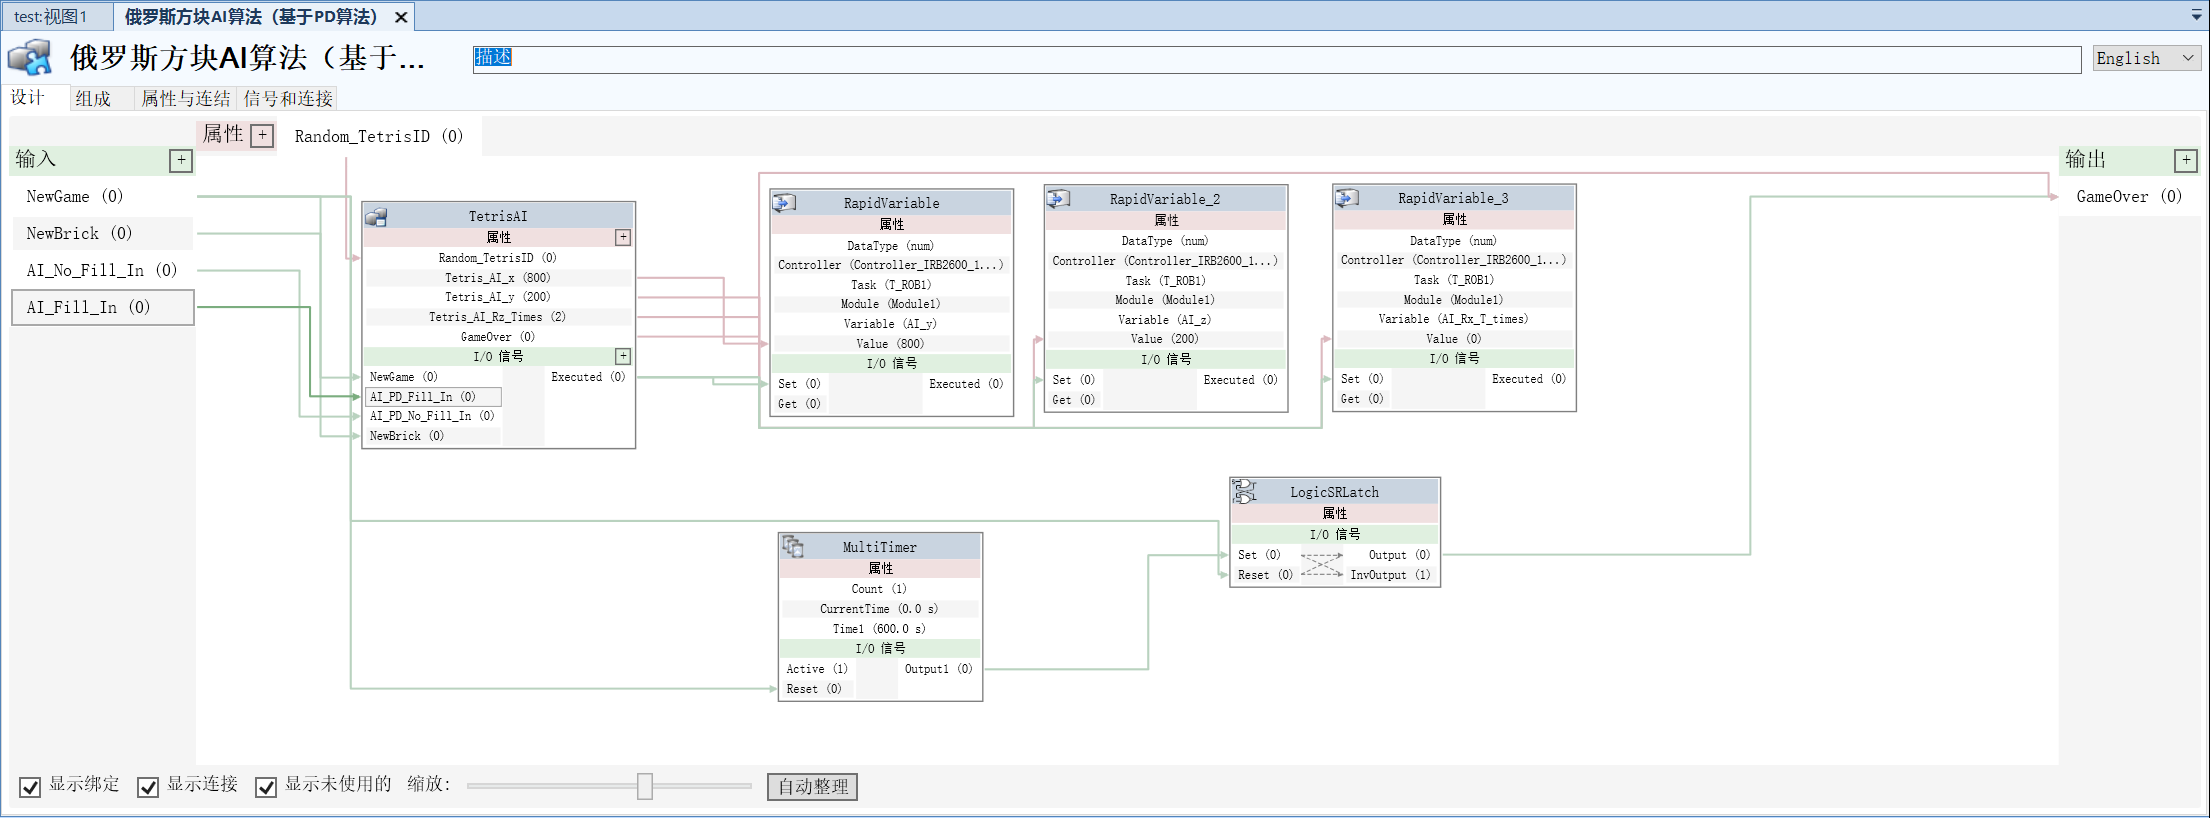 test:视图1
俄罗斯方块AI算法（基于PD算法）
俄罗斯方块AI算法（基于...
描述
English
设计
组成
属性与连结
信号和连接
属性 +
Random_TetrisID (0)
输入 +
NewGame (0)
NewBrick (0)
AI_No_Fill_In (0)
AI_Fill_In (0)
TetrisAI
属性 +
Random_TetrisID (0)
Tetris_AI_x (800)
Tetris_AI_y (200)
Tetris_AI_Rz_Times (2)
GameOver (0)
I/O 信号 +
NewGame (0)
Executed (0)
AI_PD_Fill_In (0)
AI_PD_No_Fill_In (0)
NewBrick (0)
RapidVariable
属性
DataType (num)
Controller (Controller_IRB2600_1...)
Task (T_ROB1)
Module (Module1)
Variable (AI_y)
Value (800)
I/O 信号
Set (0)
Executed (0)
Get (0)
RapidVariable_2
属性
DataType (num)
Controller (Controller_IRB2600_1...)
Task (T_ROB1)
Module (Module1)
Variable (AI_z)
Value (200)
I/O 信号
Set (0)
Executed (0)
Get (0)
RapidVariable_3
属性
DataType (num)
Controller (Controller_IRB2600_1...)
Task (T_ROB1)
Module (Module1)
Variable (AI_Rx_T_times)
Value (0)
I/O 信号
Set (0)
Executed (0)
Get (0)
输出 +
GameOver (0)
MultiTimer
属性
Count (1)
CurrentTime (0.0 s)
Time1 (600.0 s)
I/O 信号
Active (1)
Output1 (0)
Reset (0)
LogicSRLatch
属性
I/O 信号
Set (0)
Output (0)
Reset (0)
InvOutput (1)
显示绑定
显示连接
显示未使用的
缩放:
自动整理